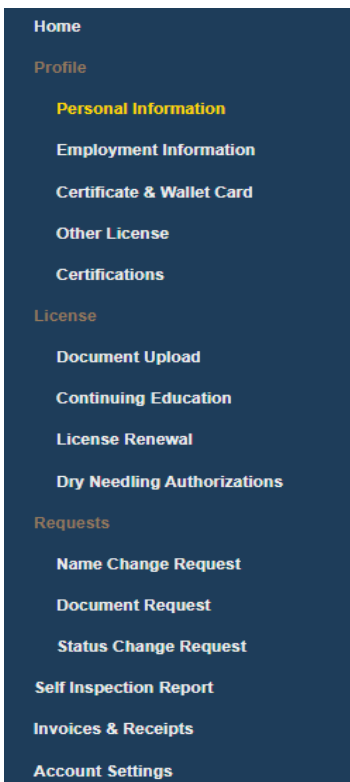 Home
Profile
Personal Information
Employment Information
Certificate & Wallet Card
Other License
Certifications
License
Document Upload
Continuing Education
License Renewal
Dry Needling Authorizations
Requests
Name Change Request
Document Request
Status Change Request
Self Inspection Report
Invoices & Receipts
Account Settings